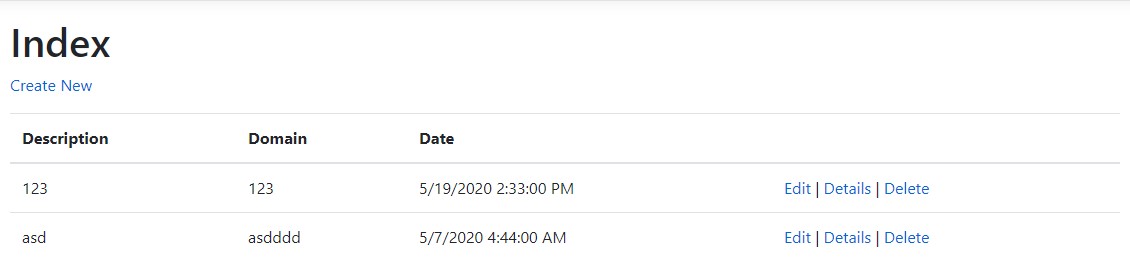 Index
Create New
Description Domain Date
123 123 5/19/2020 2:33:00 PM Edit | Details | Delete
asd asdddd 5/7/2020 4:44:00 AM Edit | Details | Delete